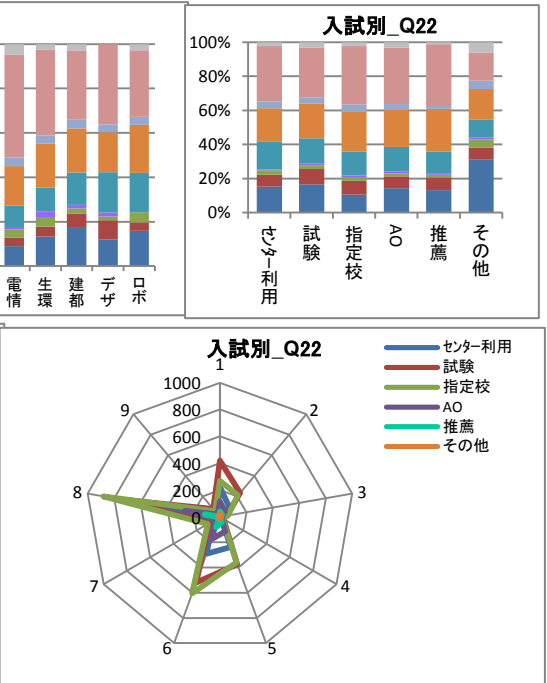 電情
生環
建都
デザ
ロボ
入試別_Q22
100%
80%
60%
40%
20%
0%
センター利用
試験
指定校
AO
推薦
その他
入試別_Q22
1
2
3
4
5
6
7
8
9
1000
800
600
400
200
0
センター利用
試験
指定校
AO
推薦
その他